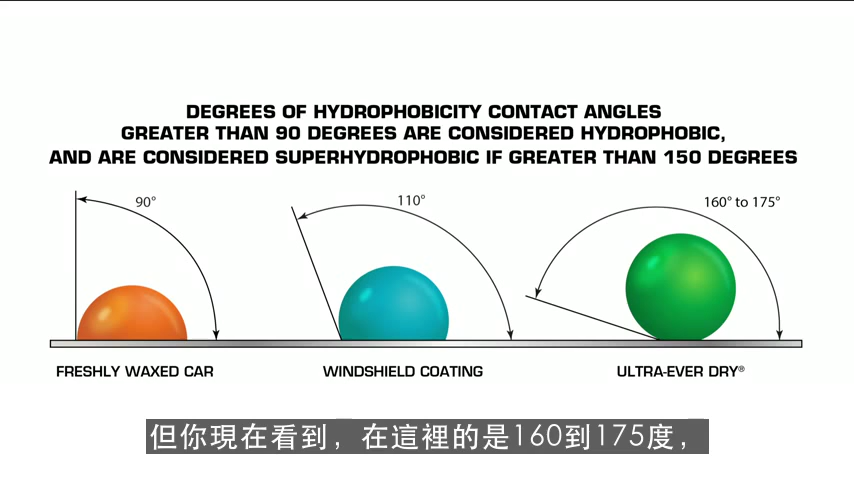 DEGREES OF HYDROPHOBICITY CONTACT ANGLES
GREATER THAN 90 DEGREES ARE CONSIDERED HYDROPHOBIC,
AND ARE CONSIDERED SUPERHYDROPHOBIC IF GREATER THAN 150 DEGREES
90°
110°
160° to 175°
FRESHLY WAXED CAR
WINDSHIELD COATING
ULTRA-EVER DRY®
但你現在看到，在這裡的是160到175度，